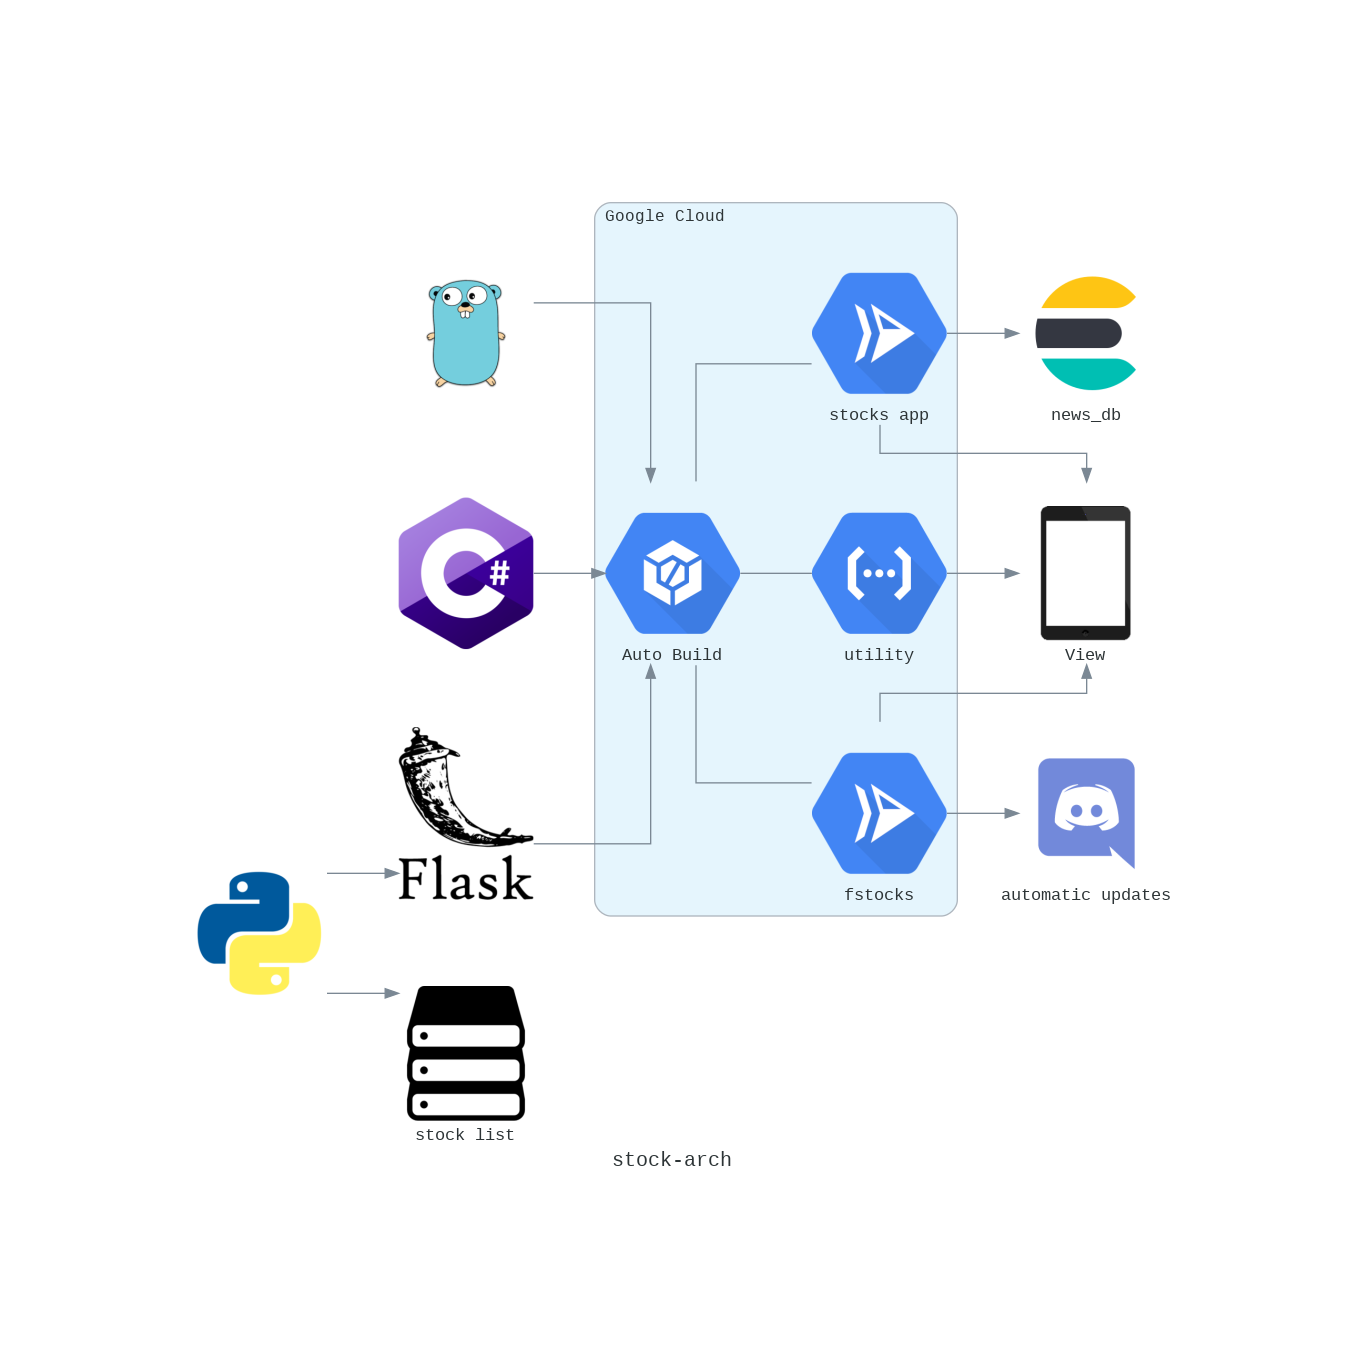 Google Cloud
stocks app
news_db
C#
Auto Build
utility
View
Flask
fstocks
automatic updates
stock list
stock-arch